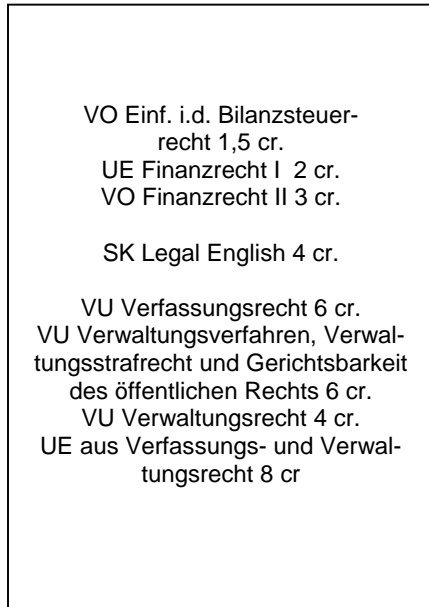 VO Einf. i.d. Bilanzsteuer-
recht 1,5 cr.
UE Finanzrecht I  2 cr.
VO Finanzrecht II 3 cr.
SK Legal English 4 cr.
VU Verfassungsrecht 6 cr.
VU Verwaltungsverfahren, Verwal-
tungsstrafrecht und Gerichtsbarkeit
des öffentlichen Rechts 6 cr.
VU Verwaltungsrecht 4 cr.
UE aus Verfassungs- und Verwal-
tungsrecht 8 cr